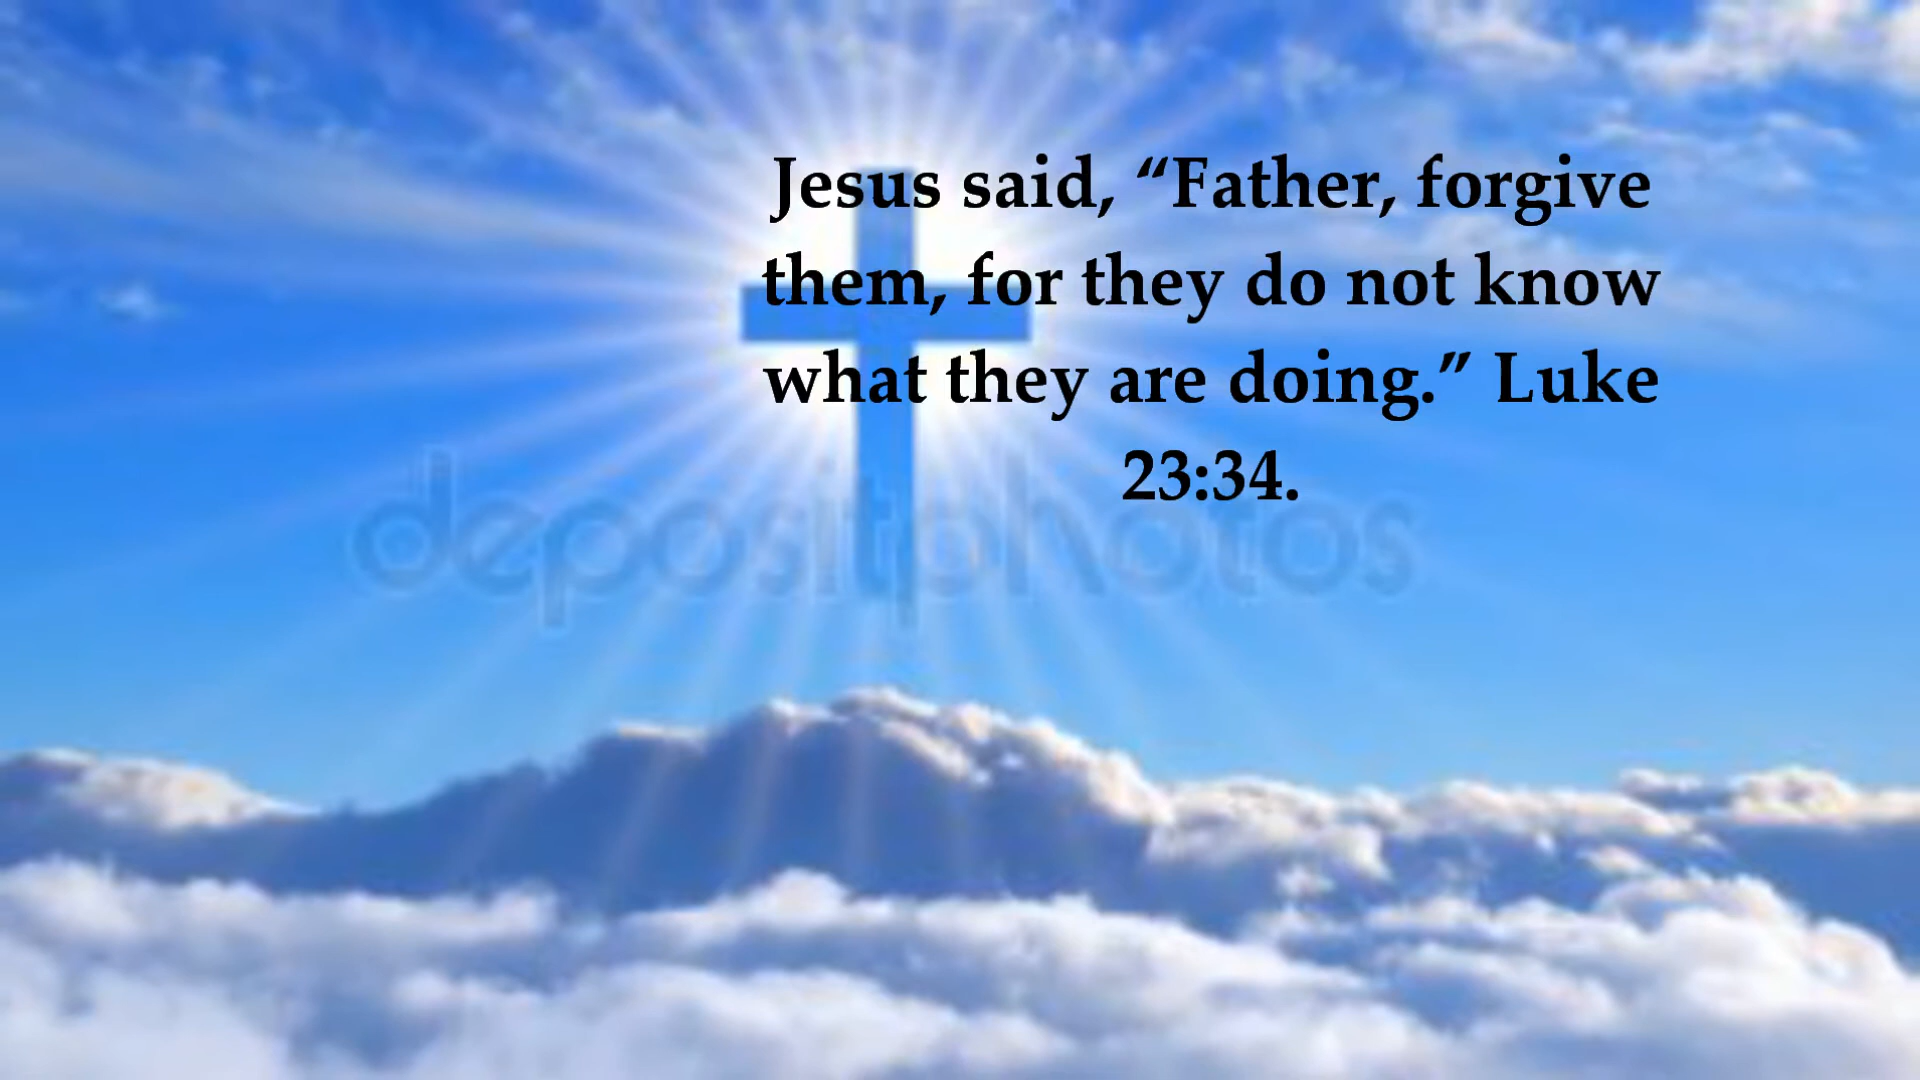 Jesus said, “Father, forgive
them, for they do not know
what they are doing.” Luke
23:34.
depositphotos